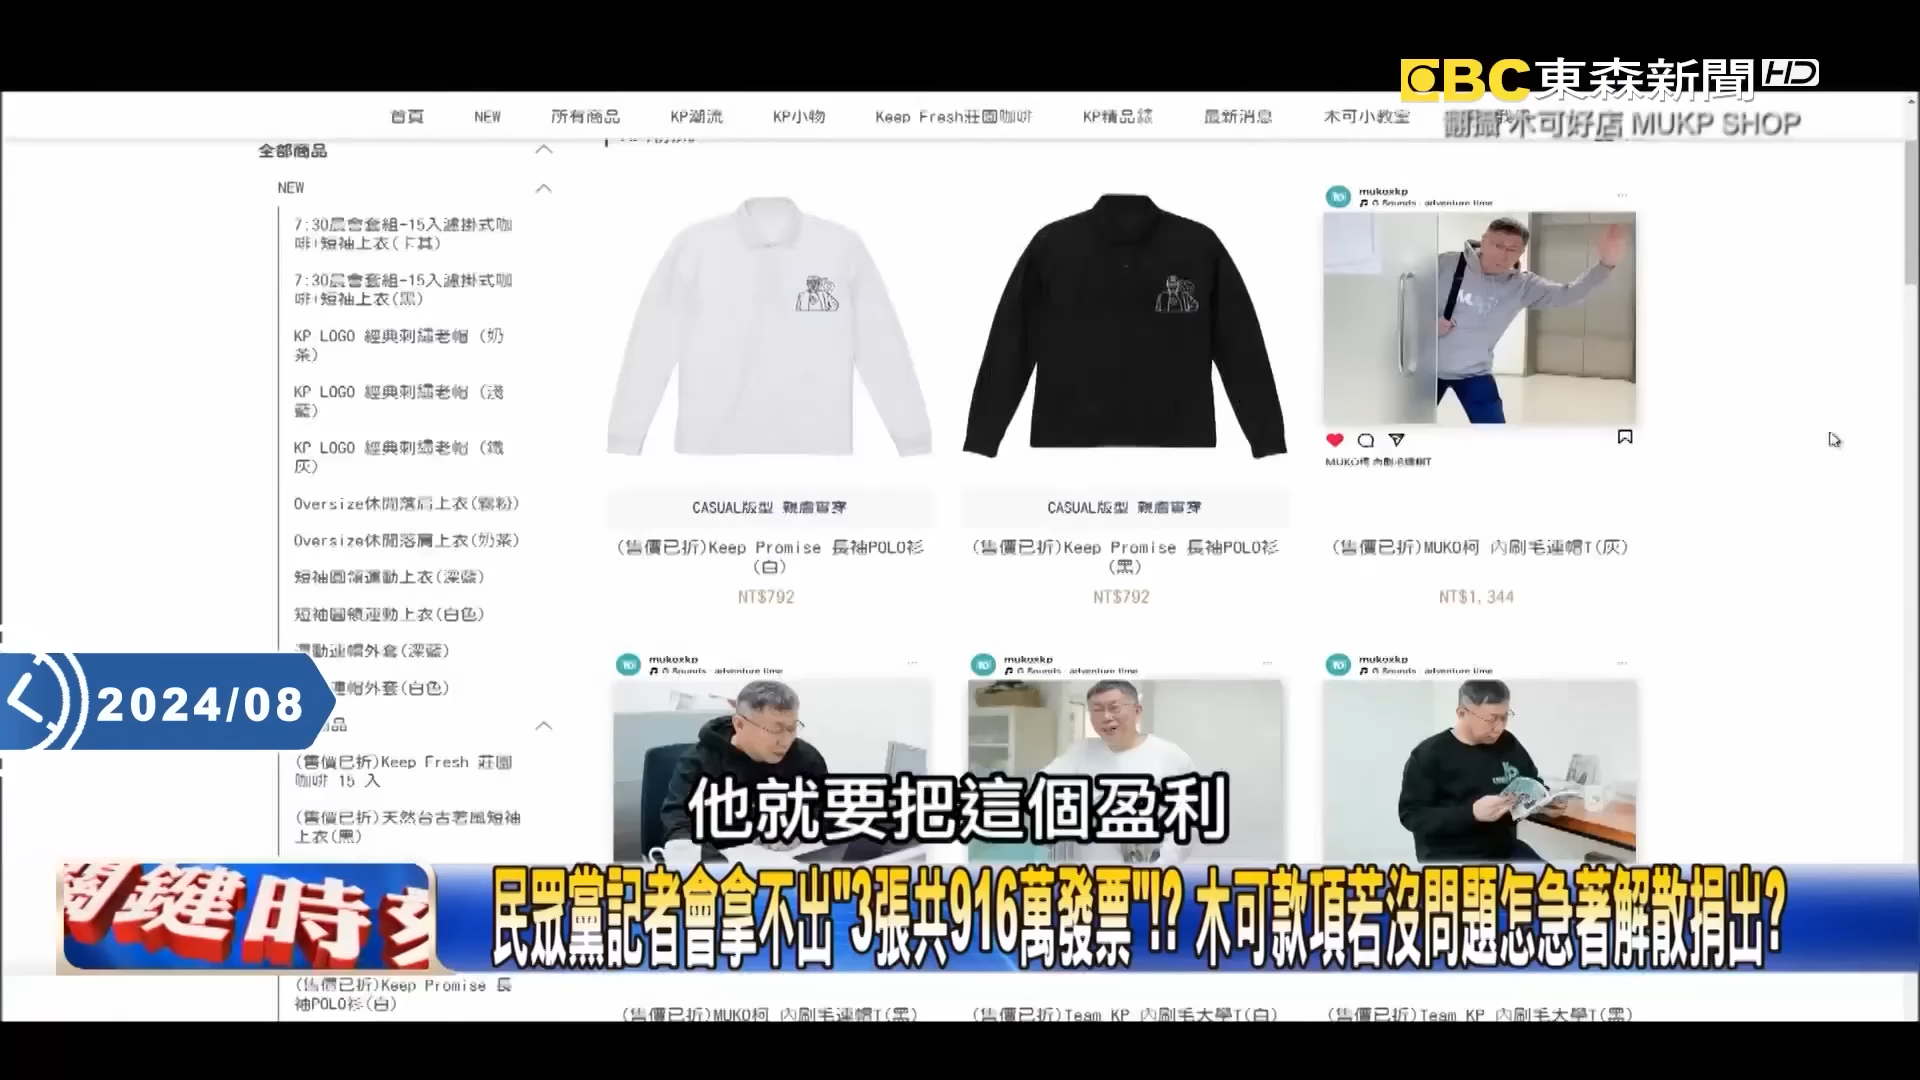 EBC東森新聞HD
翻攝 木可好店 MUKP SHOP
首頁 NEW 所有商品 KP潮流 KP小物 Keep Fresh莊園咖啡 KP精品錶 最新消息 木可小教室
全部商品
NEW
7:30晨會套組-15入濾掛式咖
啡+短袖上衣(卡其)
7:30晨會套組-15入濾掛式咖
啡+短袖上衣(黑)
KP LOGO 經典刺繡老帽 (奶
茶)
KP LOGO 經典刺繡老帽 (淺
藍)
KP LOGO 經典刺繡老帽 (鐵
灰)
Oversize休閒落肩上衣(霧粉)
Oversize休閒落肩上衣(奶茶)
短袖圓領運動上衣(深藍)
短袖圓領運動上衣(白色)
運動連帽外套(深藍)
連帽外套(白色)
品
(售價已折)Keep Fresh 莊園
咖啡 15 入
(售價已折)天然台古著風短袖
上衣(黑)
(售價已折)Keep Promise 長
袖POLO衫(白)
CASUAL版型 親膚實穿
(售價已折)Keep Promise 長袖POLO衫
(白)
NT$792
CASUAL版型 親膚實穿
(售價已折)Keep Promise 長袖POLO衫
(黑)
NT$792
mukoxkp
G Sounds · adventure time
(售價已折)MUKO柯 內刷毛連帽T(灰)
NT$1,344
mukoxkp
G Sounds · adventure time
mukoxkp
G Sounds · adventure time
mukoxkp
G Sounds · adventure time
(售價已折)MUKO柯 內刷毛連帽T(黑)
(售價已折)Team KP 內刷毛大學T(白)
(售價已折)Team KP 內刷毛大學T(黑)
2024/08
他就要把這個盈利
關鍵時刻
民眾黨記者會拿不出"3張共916萬發票"!? 木可款項若沒問題怎急著解散捐出?